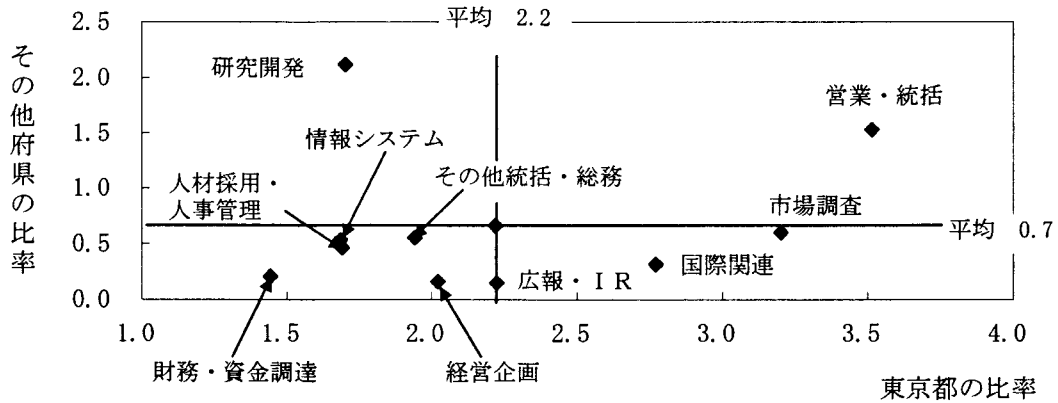 平均 2.2
その他府県の比率
2.5
2.0
1.5
1.0
0.5
0.0
研究開発
営業・統括
情報システム
その他統括・総務
人材採用・
人事管理
市場調査
平均 0.7
国際関連
広報・IR
1.0 1.5 2.0 2.5 3.0 3.5 4.0
財務・資金調達
経営企画
東京都の比率